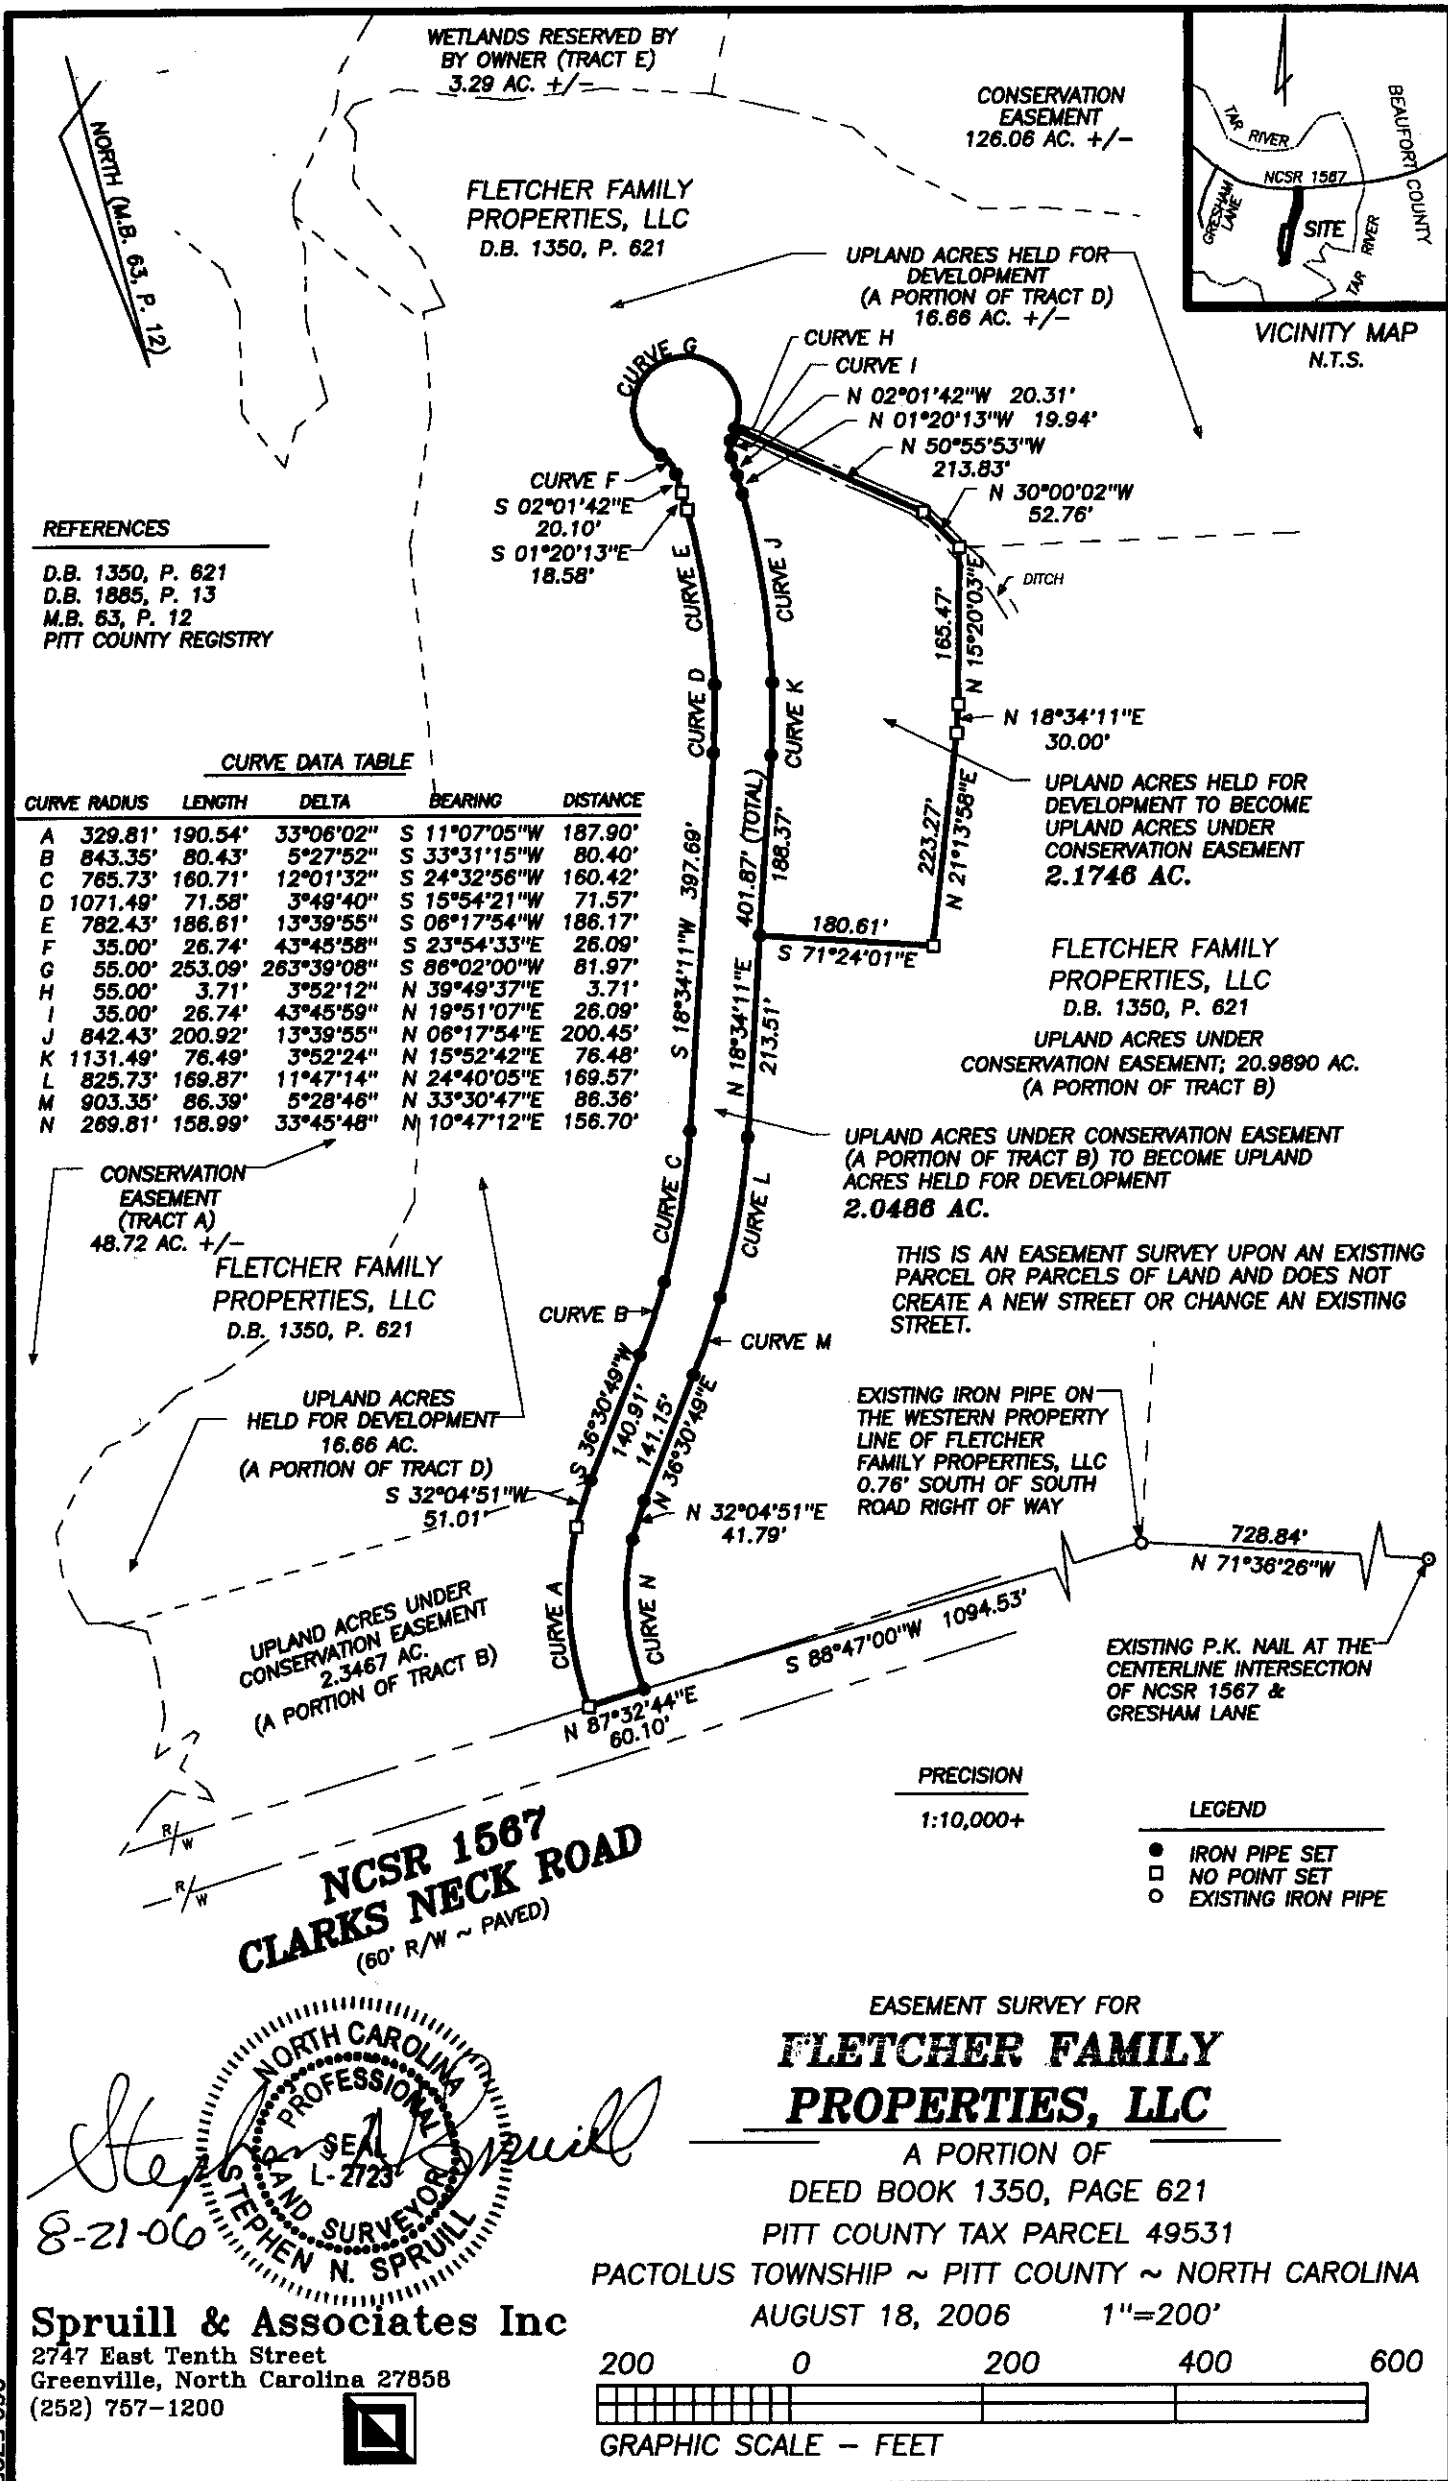 WETLANDS RESERVED BY
BY OWNER (TRACT E)
3.29 AC. +/-
CONSERVATION
EASEMENT
126.06 AC. +/-
NORTH (M.B. 63, P. 12)
TAR RIVER
BEAUFORT COUNTY
NCSR 1567
GRESHAM
LANE
SITE
TAR RIVER
VICINITY MAP
N.T.S.
FLETCHER FAMILY
PROPERTIES, LLC
D.B. 1350, P. 621
UPLAND ACRES HELD FOR
DEVELOPMENT
(A PORTION OF TRACT D)
16.66 AC. +/-
CURVE G
CURVE H
CURVE I
N 02°01'42"W 20.31'
N 01°20'13"W 19.94'
N 50°55'53"W
213.83'
N 30°00'02"W
52.76'
CURVE F
S 02°01'42"E
20.10'
S 01°20'13"E
18.58'
CURVE E
CURVE J
DITCH
165.47'
N 15°20'03"E
REFERENCES
D.B. 1350, P. 621
D.B. 1885, P. 13
M.B. 63, P. 12
PITT COUNTY REGISTRY
CURVE D
CURVE K
N 18°34'11"E
30.00'
UPLAND ACRES HELD FOR
DEVELOPMENT TO BECOME
UPLAND ACRES UNDER
CONSERVATION EASEMENT
2.1746 AC.
CURVE DATA TABLE
CURVE RADIUS LENGTH DELTA BEARING DISTANCE
A 329.81' 190.54' 33°06'02" S 11°07'05"W 187.90'
B 843.35' 80.43' 5°27'52" S 33°31'15"W 80.40'
C 765.73' 160.71' 12°01'32" S 24°32'56"W 160.42'
D 1071.49' 71.58' 3°49'40" S 15°54'21"W 71.57'
E 782.43' 186.61' 13°39'55" S 06°17'54"W 186.17'
F 35.00' 26.74' 43°45'58" S 23°54'33"E 26.09'
G 55.00' 253.09' 263°39'08" S 86°02'00"W 81.97'
H 55.00' 3.71' 3°52'12" N 39°49'37"E 3.71'
I 35.00' 26.74' 43°45'59" N 19°51'07"E 26.09'
J 842.43' 200.92' 13°39'55" N 06°17'54"E 200.45'
K 1131.49' 76.49' 3°52'24" N 15°52'42"E 76.48'
L 825.73' 169.87' 11°47'14" N 24°40'05"E 169.57'
M 903.35' 86.39' 5°28'46" N 33°30'47"E 86.36'
N 269.81' 158.99' 33°45'48" N 10°47'12"E 156.70'
S 18°34'11"W 397.69'
401.87' (TOTAL)
188.37'
N 18°34'11"E
213.51'
223.27'
N 21°13'58"E
180.61'
S 71°24'01"E
FLETCHER FAMILY
PROPERTIES, LLC
D.B. 1350, P. 621
UPLAND ACRES UNDER
CONSERVATION EASEMENT; 20.9890 AC.
(A PORTION OF TRACT B)
UPLAND ACRES UNDER CONSERVATION EASEMENT
(A PORTION OF TRACT B) TO BECOME UPLAND
ACRES HELD FOR DEVELOPMENT
2.0486 AC.
CONSERVATION
EASEMENT
(TRACT A)
48.72 AC. +/-
FLETCHER FAMILY
PROPERTIES, LLC
D.B. 1350, P. 621
CURVE C
CURVE L
THIS IS AN EASEMENT SURVEY UPON AN EXISTING
PARCEL OR PARCELS OF LAND AND DOES NOT
CREATE A NEW STREET OR CHANGE AN EXISTING
STREET.
CURVE B
CURVE M
UPLAND ACRES
HELD FOR DEVELOPMENT
16.66 AC.
(A PORTION OF TRACT D)
S 32°04'51"W
51.01'
S 36°30'49"W
140.91'
141.15'
N 36°30'49"E
N 32°04'51"E
41.79'
EXISTING IRON PIPE ON
THE WESTERN PROPERTY
LINE OF FLETCHER
FAMILY PROPERTIES, LLC
0.76' SOUTH OF SOUTH
ROAD RIGHT OF WAY
728.84'
N 71°36'26"W
UPLAND ACRES UNDER
CONSERVATION EASEMENT
2.3467 AC.
(A PORTION OF TRACT B)
CURVE A
CURVE N
S 88°47'00"W 1094.53'
N 87°32'44"E
60.10'
EXISTING P.K. NAIL AT THE
CENTERLINE INTERSECTION
OF NCSR 1567 &
GRESHAM LANE
R/W
R/W
NCSR 1567
CLARKS NECK ROAD
(60' R/W ~ PAVED)
PRECISION
1:10,000+
LEGEND
IRON PIPE SET
NO POINT SET
EXISTING IRON PIPE
NORTH CAROLINA
PROFESSIONAL
SEAL
L-2723
LAND SURVEYOR
STEPHEN N. SPRUILL
Stephen N Spruill
8-21-06
EASEMENT SURVEY FOR
FLETCHER FAMILY
PROPERTIES, LLC
A PORTION OF
DEED BOOK 1350, PAGE 621
PITT COUNTY TAX PARCEL 49531
PACTOLUS TOWNSHIP ~ PITT COUNTY ~ NORTH CAROLINA
AUGUST 18, 2006 1"=200'
Spruill & Associates Inc
2747 East Tenth Street
Greenville, North Carolina 27858
(252) 757-1200
200 0 200 400 600
GRAPHIC SCALE - FEET